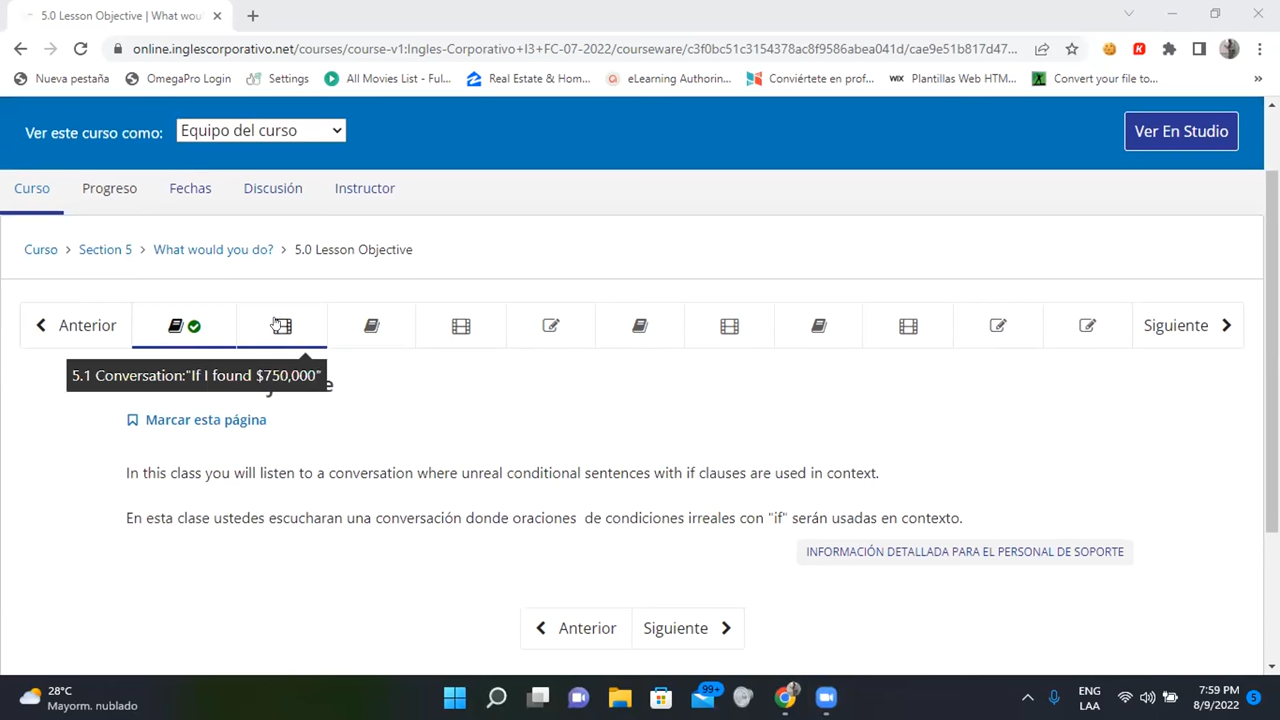 5.0 Lesson Objective | What wou
online.inglescorporativo.net/courses/course-v1:Ingles-Corporativo+I3+FC-07-2022/courseware/c3f0bc51c3154378ac8f9586abea041d/cae9e51b817d47...
Nueva pestaña
OmegaPro Login
Settings
All Movies List - Ful...
Real Estate & Hom...
eLearning Authorin...
Conviértete en prof...
WIX Plantillas Web HTM...
Convert your file to...
»
Ver este curso como: Equipo del curso
Ver En Studio
Curso Progreso Fechas Discusión Instructor
Curso > Section 5 > What would you do? > 5.0 Lesson Objective
Anterior
Siguiente
5.1 Conversation:"If I found $750,000"
Marcar esta página
In this class you will listen to a conversation where unreal conditional sentences with if clauses are used in context.
En esta clase ustedes escucharan una conversación donde oraciones de condiciones irreales con "if" serán usadas en contexto.
INFORMACIÓN DETALLADA PARA EL PERSONAL DE SOPORTE
Anterior Siguiente
28°C
Mayorm. nublado
99+
ENG
LAA
7:59 PM
8/9/2022
5